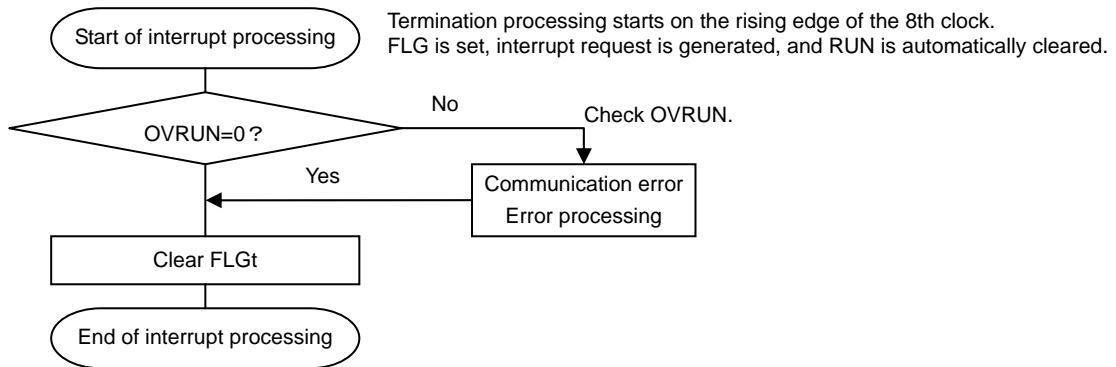 Start of interrupt processing
Termination processing starts on the rising edge of the 8th clock.
FLG is set, interrupt request is generated, and RUN is automatically cleared.
OVRUN=0？
No
Check OVRUN.
Yes
Communication error
Error processing
Clear FLGt
End of interrupt processing